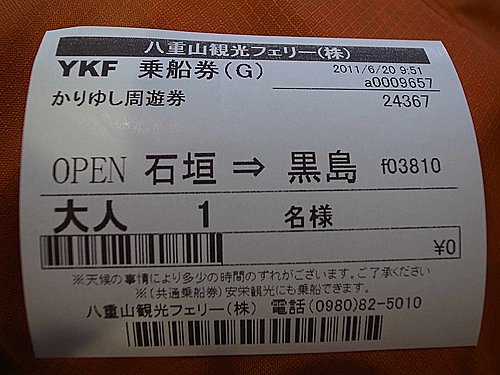 八重山観光フェリー(株)
YKF 乗船券(G) 2011/6/20 9:51
a0009657
かりゆし周遊券 24367
OPEN 石垣 ⇒ 黒島 f03810
大人 1 名様
¥0
※天候の事情により多少の時間のずれがございます。ご了承ください
※(共通乗船券)安栄観光にも乗船できます。
八重山観光フェリー(株) 電話(0980)82-5010